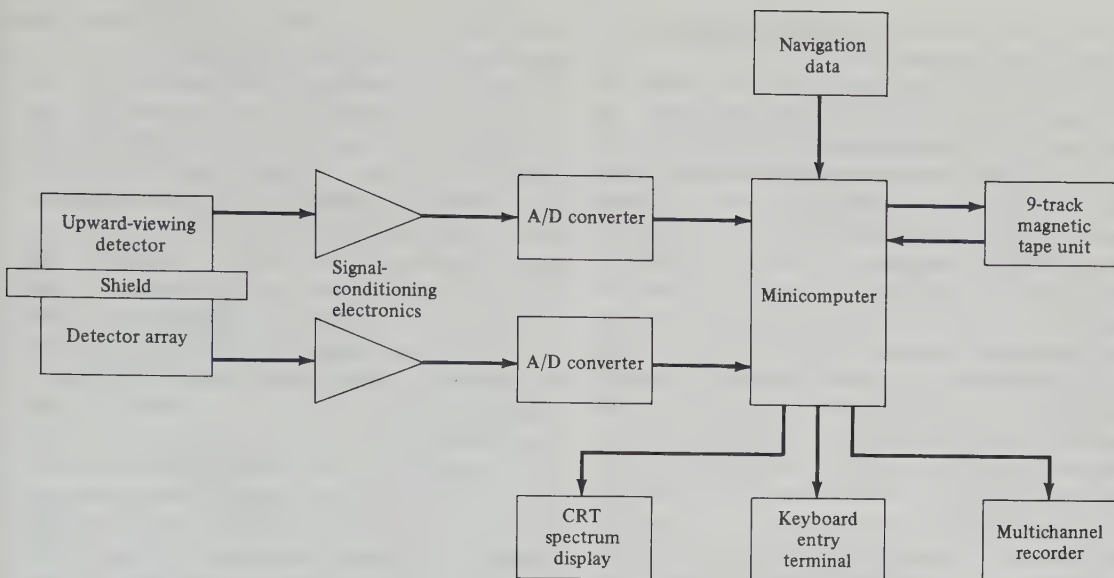 Navigation
data
Upward-viewing
detector
Shield
Detector array
Signal-
conditioning
electronics
A/D converter
A/D converter
Minicomputer
9-track
magnetic
tape unit
CRT
spectrum
display
Keyboard
entry
terminal
Multichannel
recorder